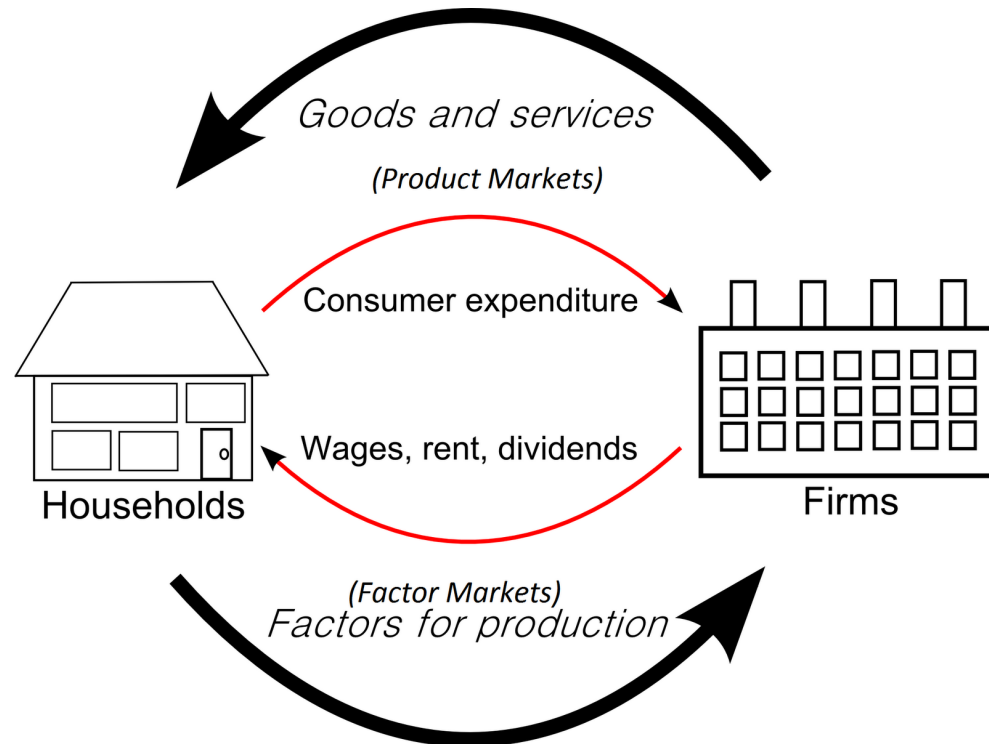 Goods and services
(Product Markets)
Consumer expenditure
Wages, rent, dividends
Households
Firms
(Factor Markets)
Factors for production